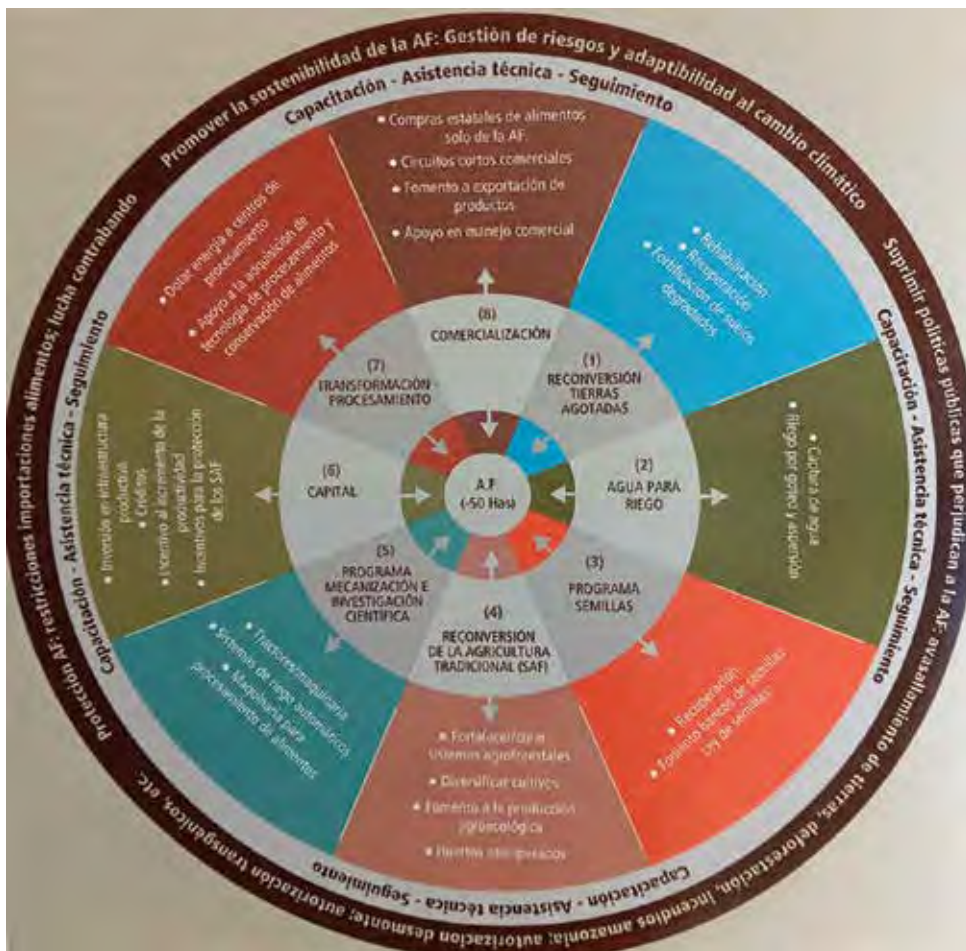 Promover la sostenibilidad de la AF: Gestión de riesgos y adaptibilidad al cambio climático
Suprimir políticas publicas que perjudican a la AF: avasallamiento de tierras, deforestación, incendios amazonía; autorización desmonte; autorización transgénicos, etc.
Protección AF: restricciones importaciones alimentos; lucha contrabando
Capacitación - Asistencia técnica - Seguimiento
Capacitación - Asistencia técnica - Seguimiento
Capacitación - Asistencia técnica - Seguimiento
Capacitación - Asistencia técnica - Seguimiento
• Compras estatales de alimentos
solo de la AF.
• Circuitos cortos comerciales
• Fomento a exportación de
productos
• Apoyo en manejo comercial
(8)
COMERCIALIZACIÓN
• Rehabilitación
• Recuperación
• Fortificación de suelos
degradados
(1)
RECONVERSIÓN
TIERRAS
AGOTADAS
• Captura de agua
• Riego por goteo y aspersión
(2)
AGUA PARA
RIEGO
• Recuperación
• Fomento bancos de semillas
Ley de semillas
(3)
PROGRAMA
SEMILLAS
• Fortalecimie
sistemas agroforestales
• Diversificar cultivos
• Fomento a la producción
agroecológica
• Huertos
(4)
RECONVERSIÓN
DE LA AGRICULTURA
TRADICIONAL (SAF)
• Tractores/maquinaria
• Sistemas de riego automáticos
• Maquinaria para
procesamiento de alimentos
(5)
PROGRAMA
MECANIZACIÓN E
INVESTIGACIÓN
CIENTÍFICA
• Inversión en infraestructura
productiva
• Créditos
• Incentivo al incremento de la
productividad
• Incentivos para la protección
de los SAF
(6)
CAPITAL
• Dotar energía a centros de
procesamiento
• Apoyo a la adquisición de
tecnología de procesamiento y
conservación de alimentos
(7)
TRANSFORMACIÓN -
PROCESAMIENTO
A.F
(-50 Has)